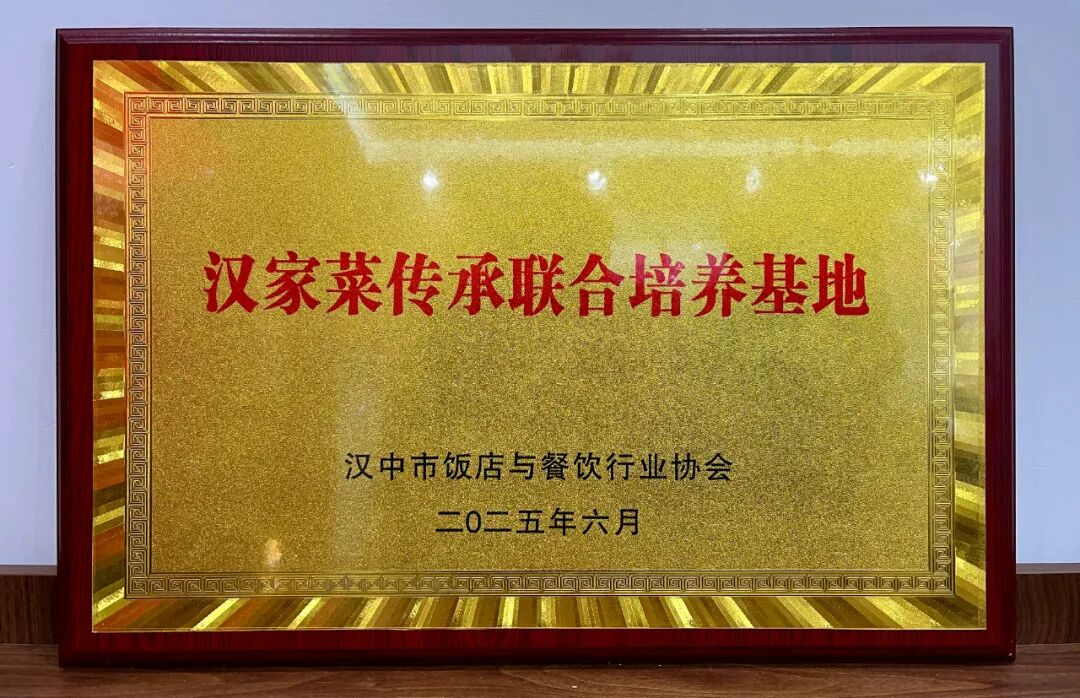 汉家菜传承联合培养基地
汉中市饭店与餐饮行业协会
二0二五年六月